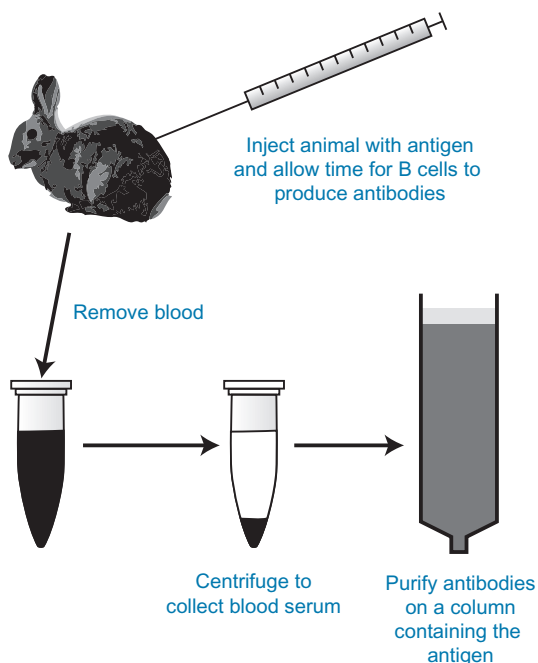 Inject animal with antigen
and allow time for B cells to
produce antibodies
Remove blood
Centrifuge to
collect blood serum
Purify antibodies
on a column
containing the
antigen